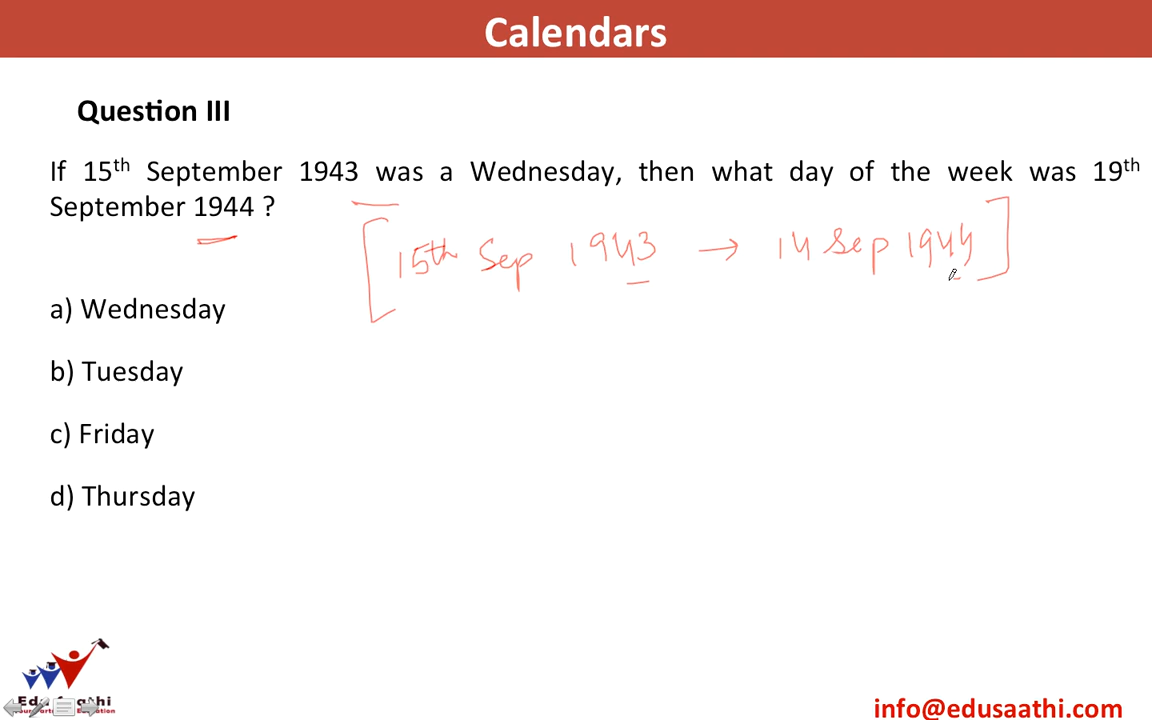 Calendars
Question III
If 15th September 1943 was a Wednesday, then what day of the week was 19th
September 1944 ?
[15th Sep 1943 → 14 Sep 1944]
a) Wednesday
b) Tuesday
c) Friday
d) Thursday
info@edusaathi.com